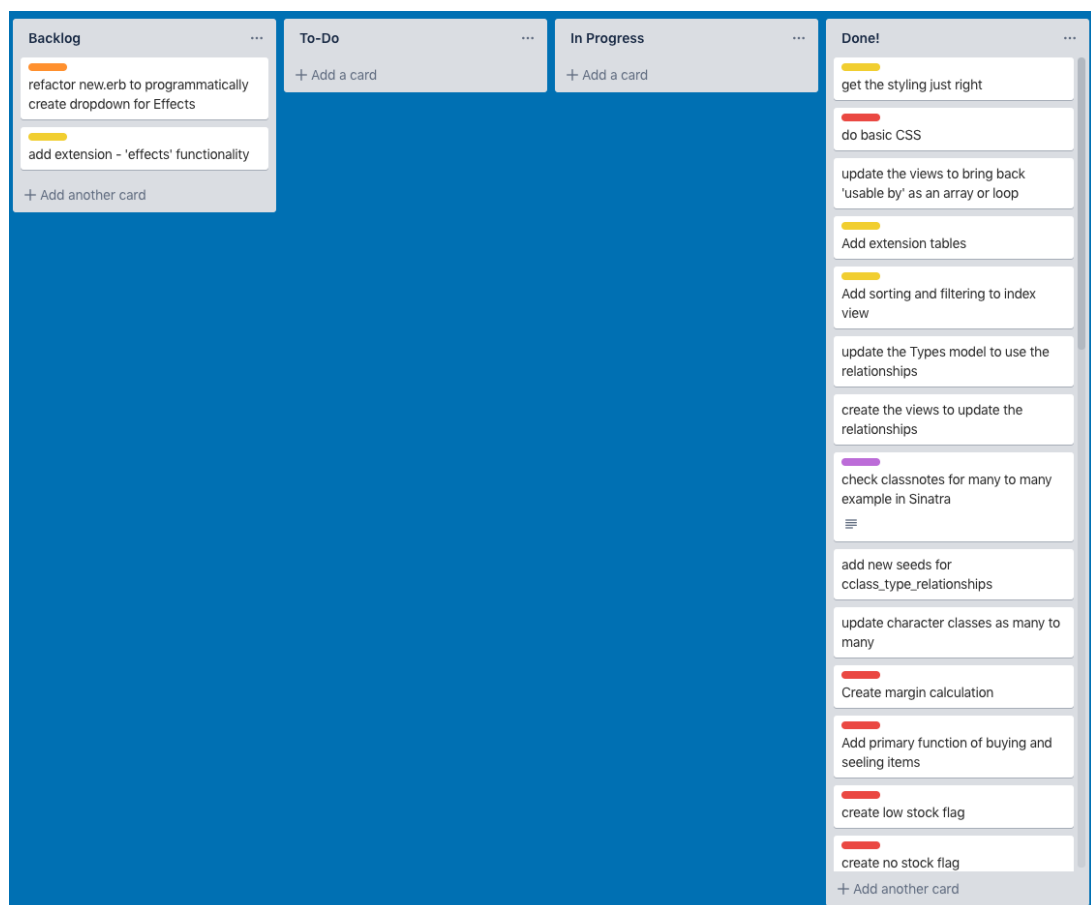 Backlog
refactor new.erb to programmatically
create dropdown for Effects
add extension - 'effects' functionality
+ Add another card
To-Do
+ Add a card
In Progress
+ Add a card
Done!
get the styling just right
do basic CSS
update the views to bring back
'usable by' as an array or loop
Add extension tables
Add sorting and filtering to index
view
update the Types model to use the
relationships
create the views to update the
relationships
check classnotes for many to many
example in Sinatra
add new seeds for
cclass_type_relationships
update character classes as many to
many
Create margin calculation
Add primary function of buying and
seeling items
create low stock flag
create no stock flag
+ Add another card